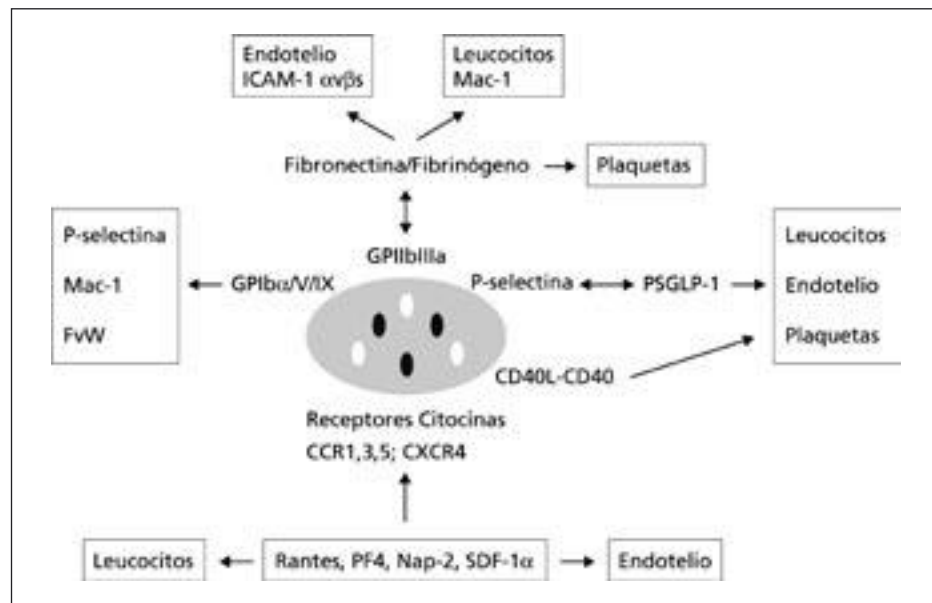 Endotelio
ICAM-1 αvβs
Leucocitos
Mac-1
Fibronectina/Fibrinógeno
Plaquetas
P-selectina
Mac-1
FvW
GPIbα/V/IX
GPIIbIIIa
P-selectina
PSGLP-1
Leucocitos
Endotelio
Plaquetas
CD40L-CD40
Receptores Citocinas
CCR1,3,5; CXCR4
Leucocitos
Rantes, PF4, Nap-2, SDF-1α
Endotelio